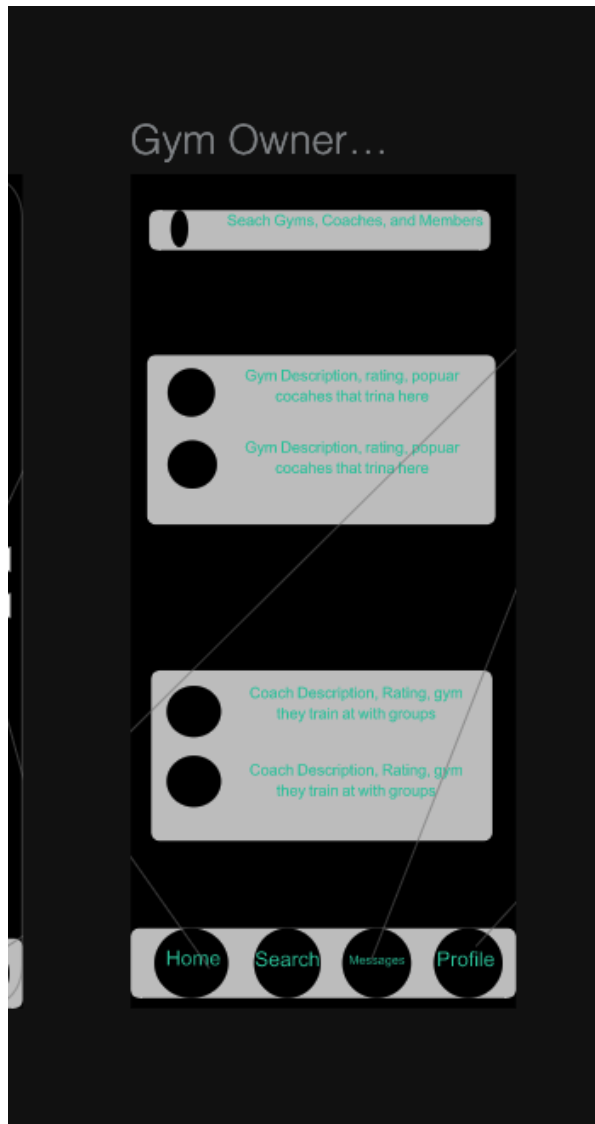 Gym Owner...
Seach Gyms, Coaches, and Members
Gym Description, rating, popuar
cocahes that trina here
Gym Description, rating, popuar
cocahes that trina here
Coach Description, Rating, gym
they train at with groups
Coach Description, Rating, gym
they train at with groups
Home Search Messages Profile